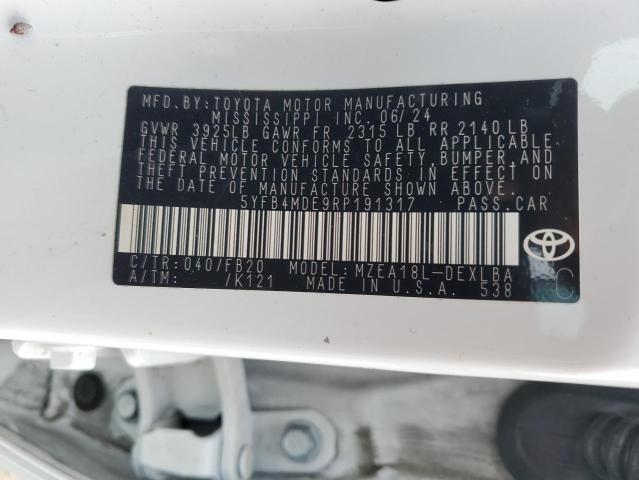 MFD. BY: TOYOTA MOTOR MANUFACTURING
MISSISSIPPI INC. 06/24
GVWR 3925LB GAWR FR 2315 LB RR 2140 LB
THIS VEHICLE CONFORMS TO ALL APPLICABLE
FEDERAL MOTOR VEHICLE SAFETY, BUMPER, AND
THEFT PREVENTION STANDARDS IN EFFECT ON
THE DATE OF MANUFACTURE SHOWN ABOVE.
5YFB4MDE9RP191317 PASS.CAR
C/TR:040/FB20 MODEL:MZEA18L-DEXLBA
A/TM: /K121 MADE IN U.S.A. 538
C